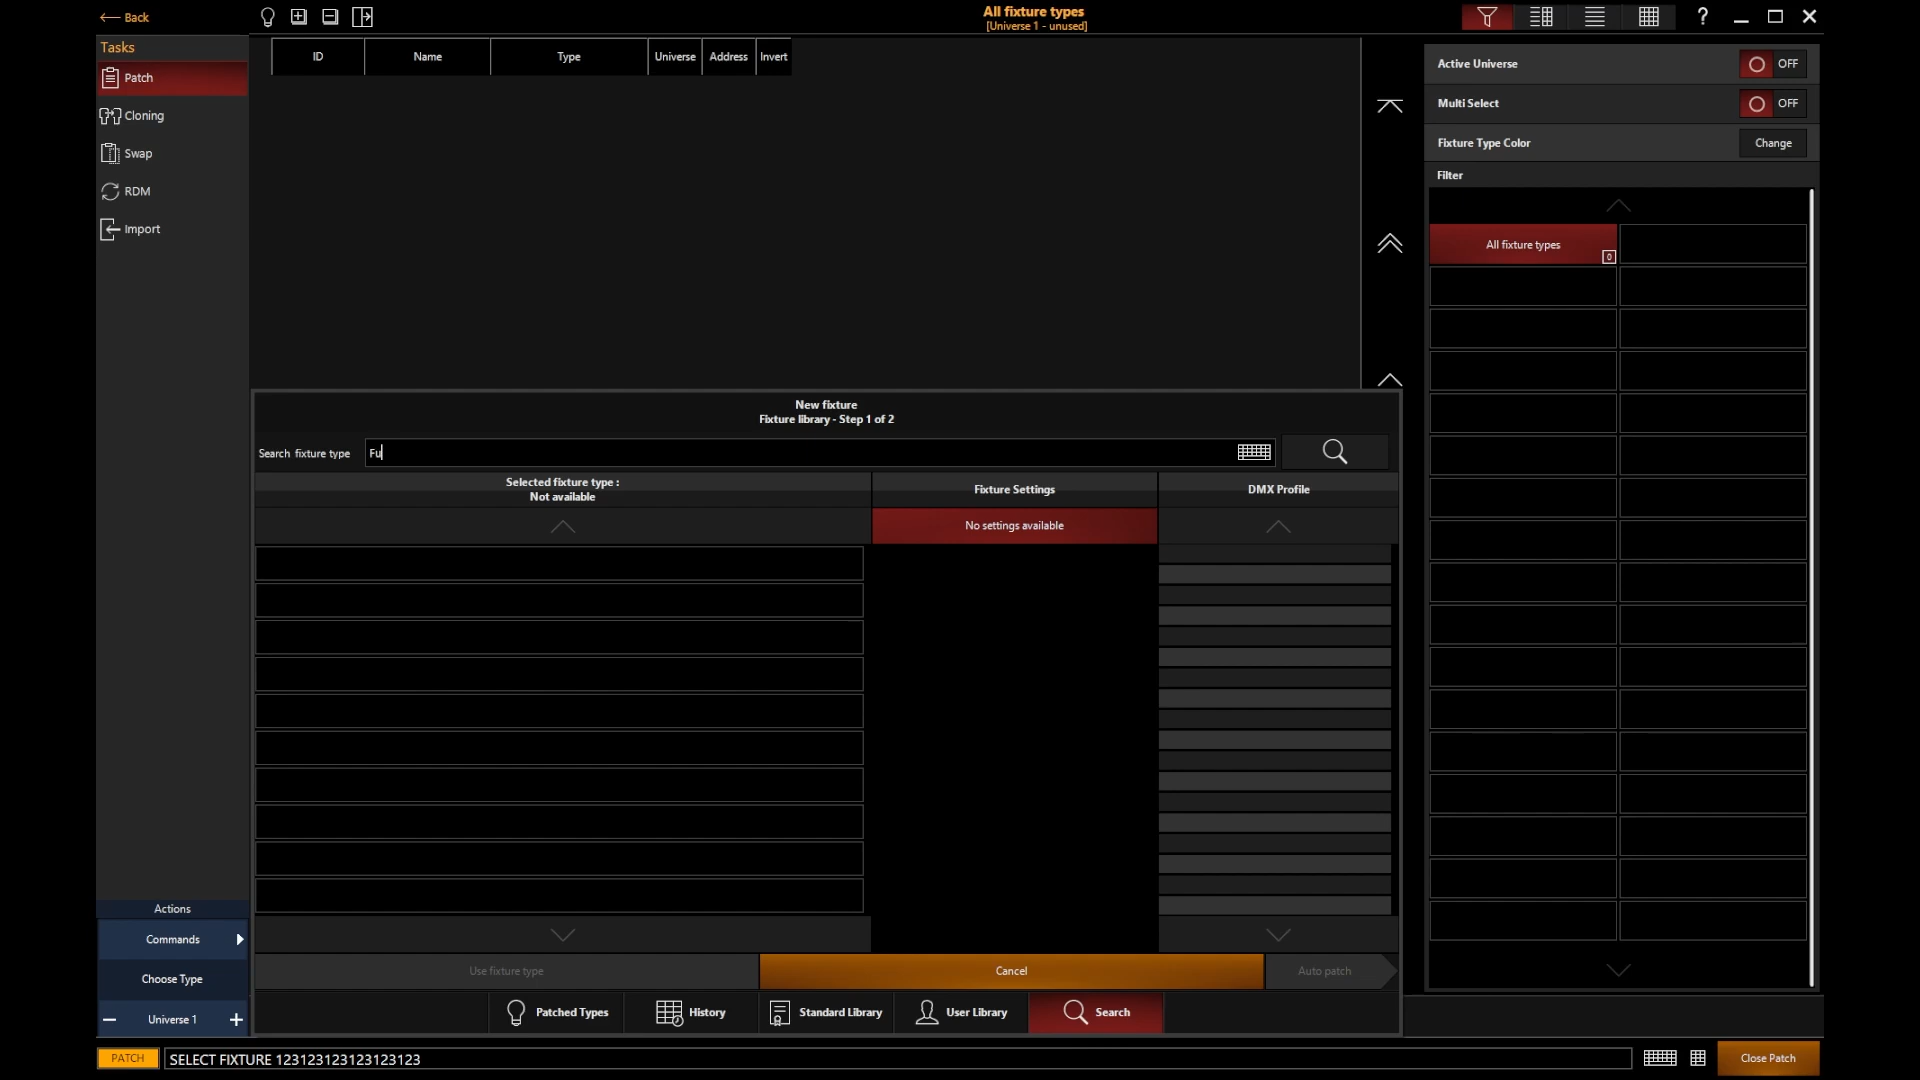 Back
All fixture types
[Universe 1 - unused]
?
Tasks
Patch
Cloning
Swap
RDM
Import
ID Name Type Universe Address Invert
Active Universe OFF
Multi Select OFF
Fixture Type Color Change
Filter
All fixture types
0
New fixture
Fixture library - Step 1 of 2
Search fixture type Fu
Selected fixture type :
Not available
Fixture Settings
DMX Profile
No settings available
Use fixture type Cancel Auto patch
Patched Types History Standard Library User Library Search
Actions
Commands
Choose Type
Universe 1
PATCH SELECT FIXTURE 123123123123123123 Close Patch